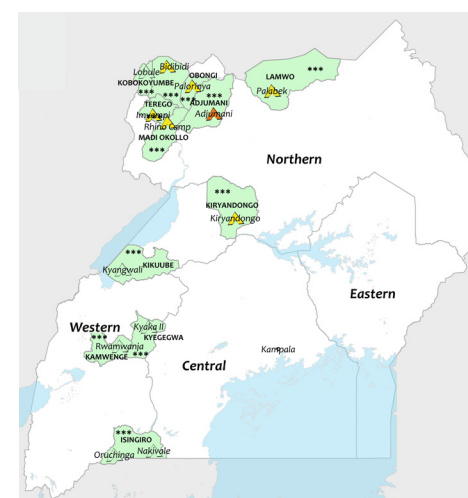 Bidibidi
Lobule
OBONGI
KOBOKO YUMBE
Palorinya
***
***
***
***
TEREGO
ADJUMANI
Imvempi
***
Adjumani
Rhino Camp
MADI OKOLLO
***
LAMWO
***
Palabek
Northern
***
KIRYANDONGO
Kiryandongo
***
KIKUUBE
Kyangwali
Eastern
Western
Kyaka II
***
KYEGEGWA
Rwamwanja
***
KAMWENGE
Central
Kampala
***
ISINGIRO
Oruchinga
Nakivale